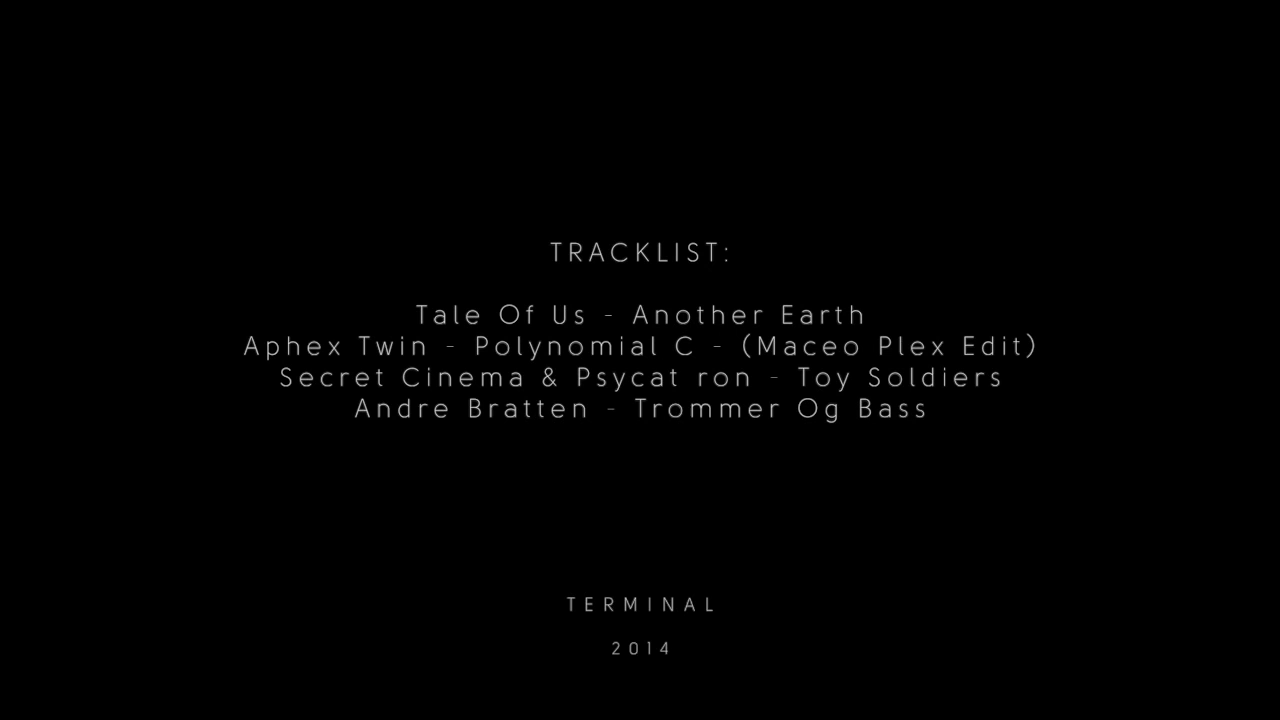 TRACKLIST:
Tale Of Us - Another Earth
Aphex Twin - Polynomial C - (Maceo Plex Edit)
Secret Cinema & Psycat ron - Toy Soldiers
Andre Bratten - Trommer Og Bass
TERMINAL
2014